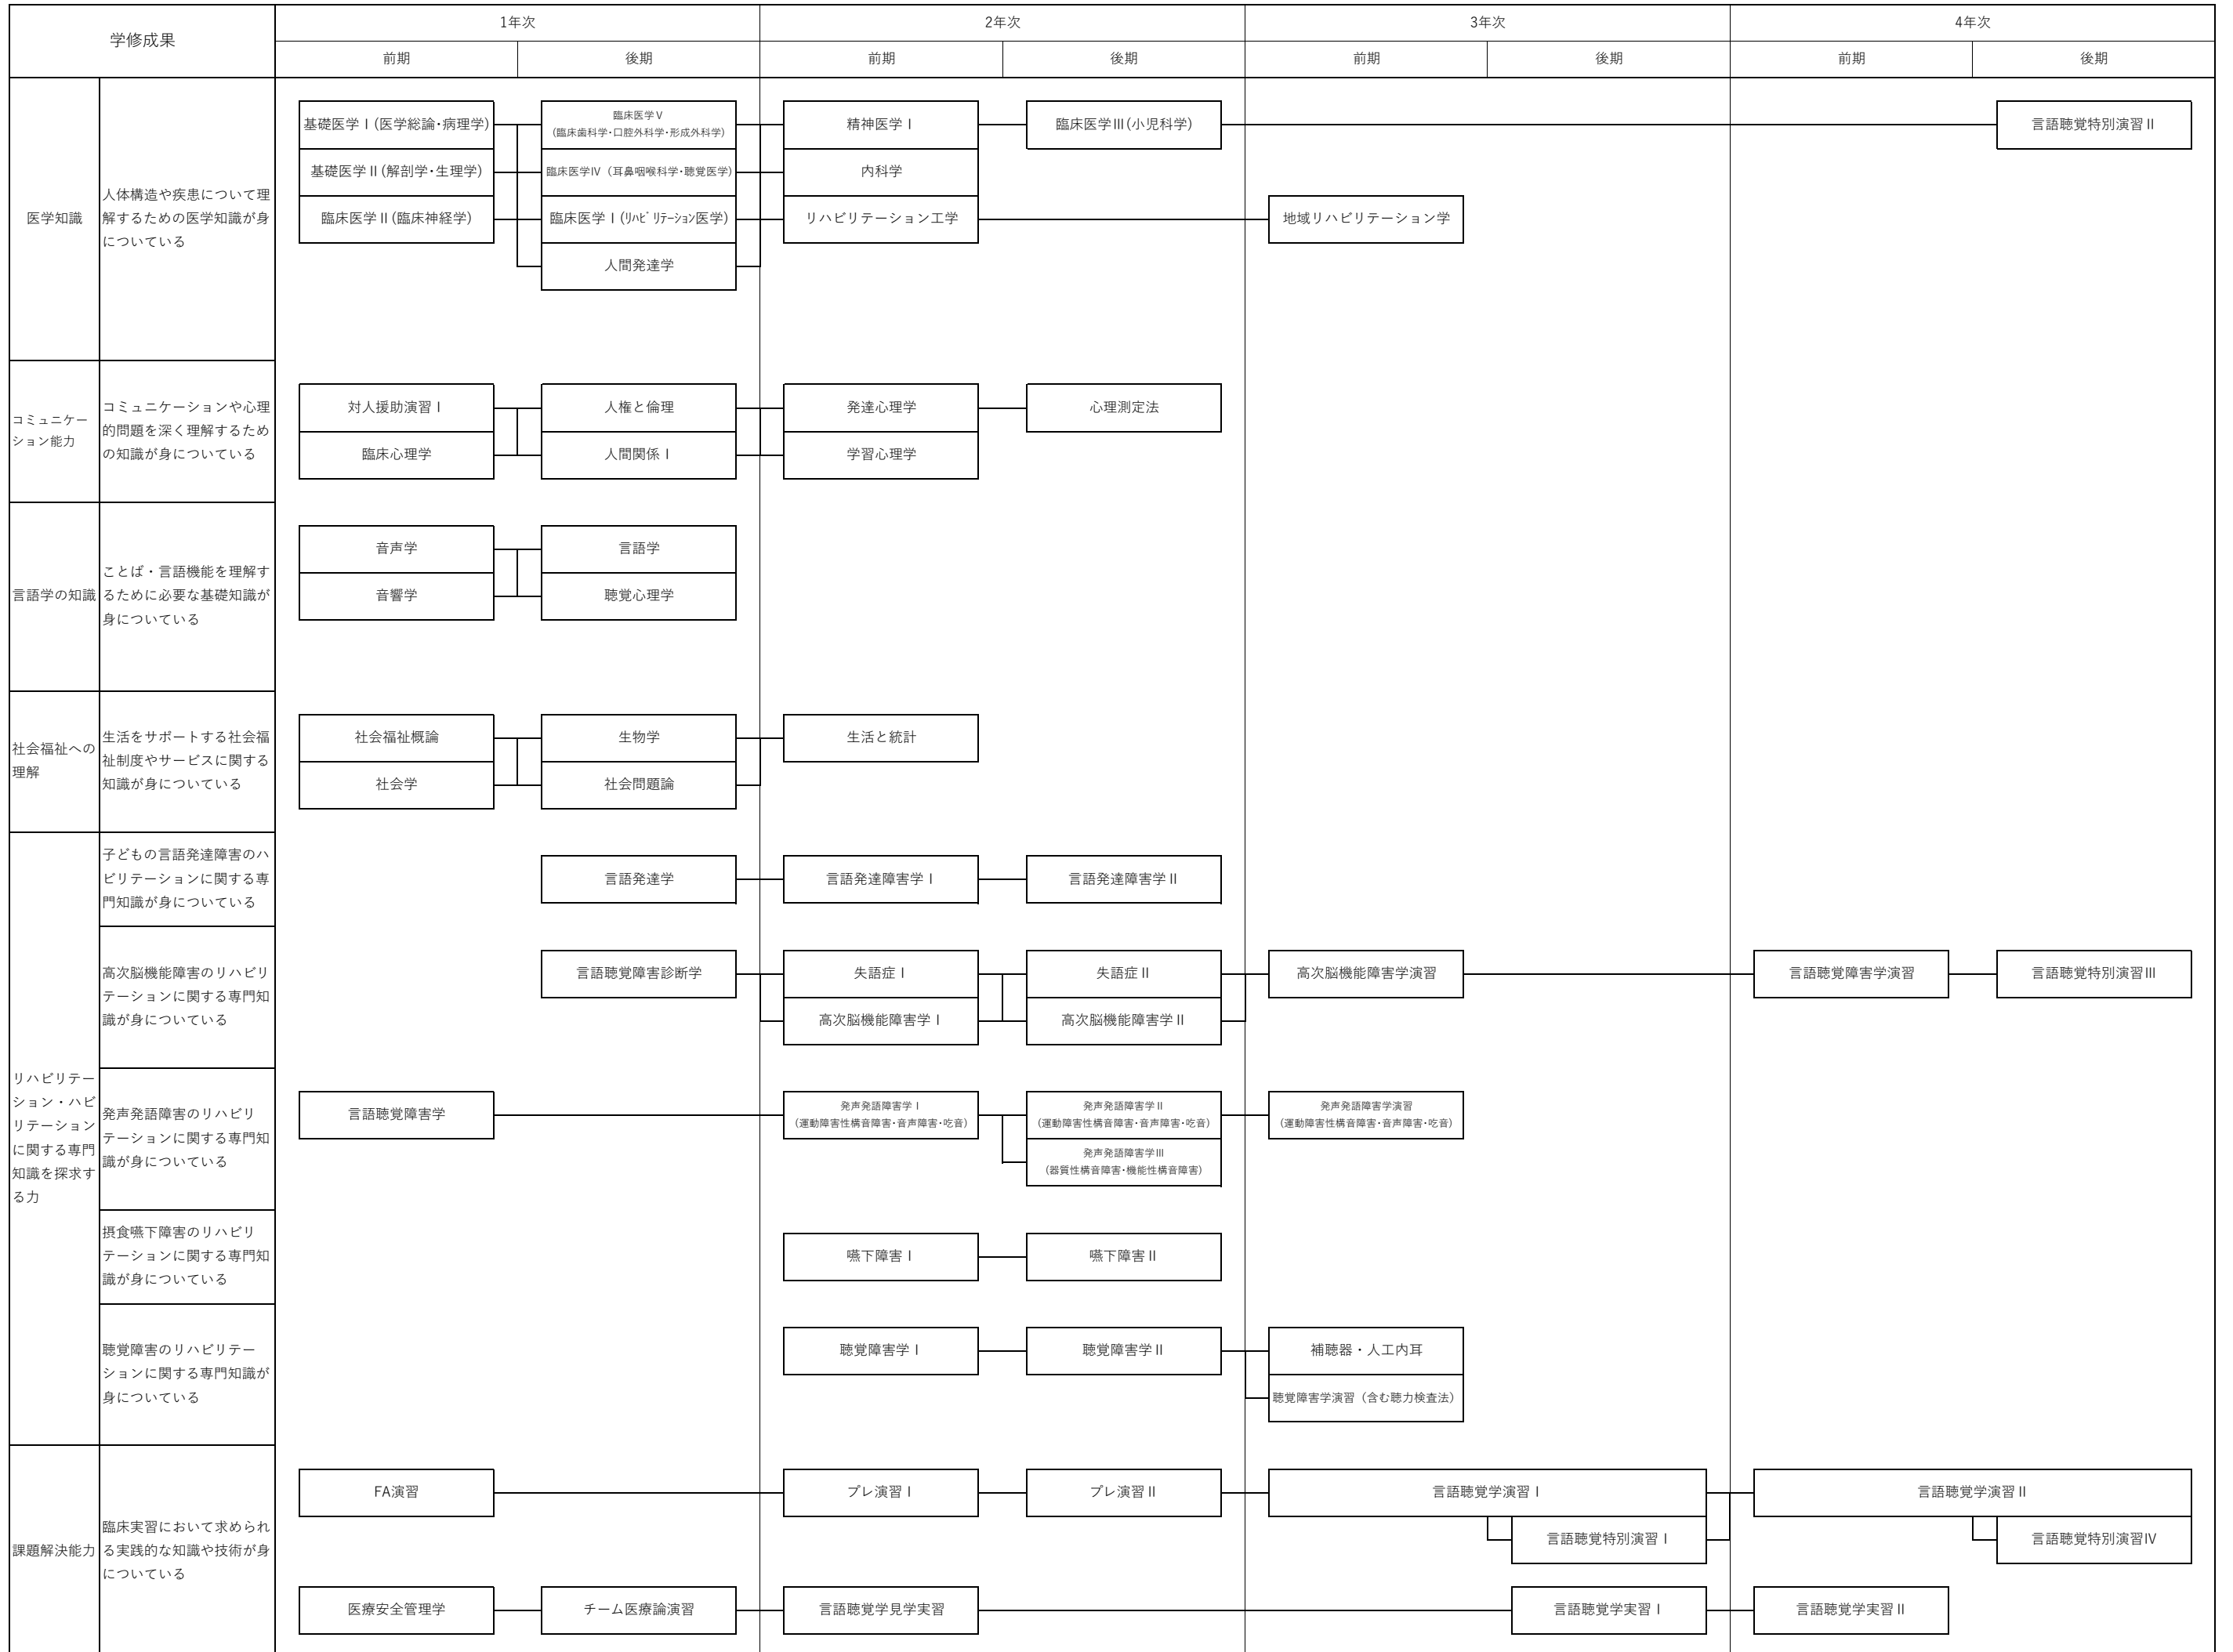 学修成果
1年次
2年次
3年次
4年次
前期
後期
前期
後期
前期
後期
前期
後期
医学知識
人体構造や疾患について理
解するための医学知識が身
についている
基礎医学Ⅰ(医学総論･病理学)
臨床医学Ⅴ
(臨床歯科学･口腔外科学･形成外科学)
精神医学Ⅰ
臨床医学Ⅲ(小児科学)
言語聴覚特別演習Ⅱ
基礎医学Ⅱ(解剖学･生理学)
臨床医学Ⅳ（耳鼻咽喉科学･聴覚医学)
内科学
臨床医学Ⅱ(臨床神経学)
臨床医学Ⅰ(ﾘﾊﾋﾞﾘﾃｰｼｮﾝ医学)
リハビリテーション工学
地域リハビリテーション学
人間発達学
コミュニケー
ション能力
コミュニケーションや心理
的問題を深く理解するため
の知識が身についている
対人援助演習Ⅰ
人権と倫理
発達心理学
心理測定法
臨床心理学
人間関係Ⅰ
学習心理学
言語学の知識
ことば・言語機能を理解す
るために必要な基礎知識が
身についている
音声学
言語学
音響学
聴覚心理学
社会福祉への
理解
生活をサポートする社会福
祉制度やサービスに関する
知識が身についている
社会福祉概論
生物学
生活と統計
社会学
社会問題論
リハビリテー
ション・ハビ
リテーション
に関する専門
知識を探求す
る力
子どもの言語発達障害のハ
ビリテーションに関する専
門知識が身についている
言語発達学
言語発達障害学Ⅰ
言語発達障害学Ⅱ
高次脳機能障害のリハビリ
テーションに関する専門知
識が身についている
言語聴覚障害診断学
失語症Ⅰ
失語症Ⅱ
高次脳機能障害学演習
言語聴覚障害学演習
言語聴覚特別演習Ⅲ
高次脳機能障害学Ⅰ
高次脳機能障害学Ⅱ
発声発語障害のリハビリ
テーションに関する専門知
識が身についている
言語聴覚障害学
発声発語障害学Ⅰ
(運動障害性構音障害･音声障害･吃音)
発声発語障害学Ⅱ
(運動障害性構音障害･音声障害･吃音)
発声発語障害学演習
(運動障害性構音障害･音声障害･吃音)
発声発語障害学Ⅲ
(器質性構音障害･機能性構音障害)
摂食嚥下障害のリハビリ
テーションに関する専門知
識が身についている
嚥下障害Ⅰ
嚥下障害Ⅱ
聴覚障害のリハビリテー
ションに関する専門知識が
身についている
聴覚障害学Ⅰ
聴覚障害学Ⅱ
補聴器・人工内耳
聴覚障害学演習（含む聴力検査法）
課題解決能力
臨床実習において求められ
る実践的な知識や技術が身
についている
FA演習
プレ演習Ⅰ
プレ演習Ⅱ
言語聴覚学演習Ⅰ
言語聴覚学演習Ⅱ
言語聴覚特別演習Ⅰ
言語聴覚特別演習Ⅳ
医療安全管理学
チーム医療論演習
言語聴覚学見学実習
言語聴覚学実習Ⅰ
言語聴覚学実習Ⅱ